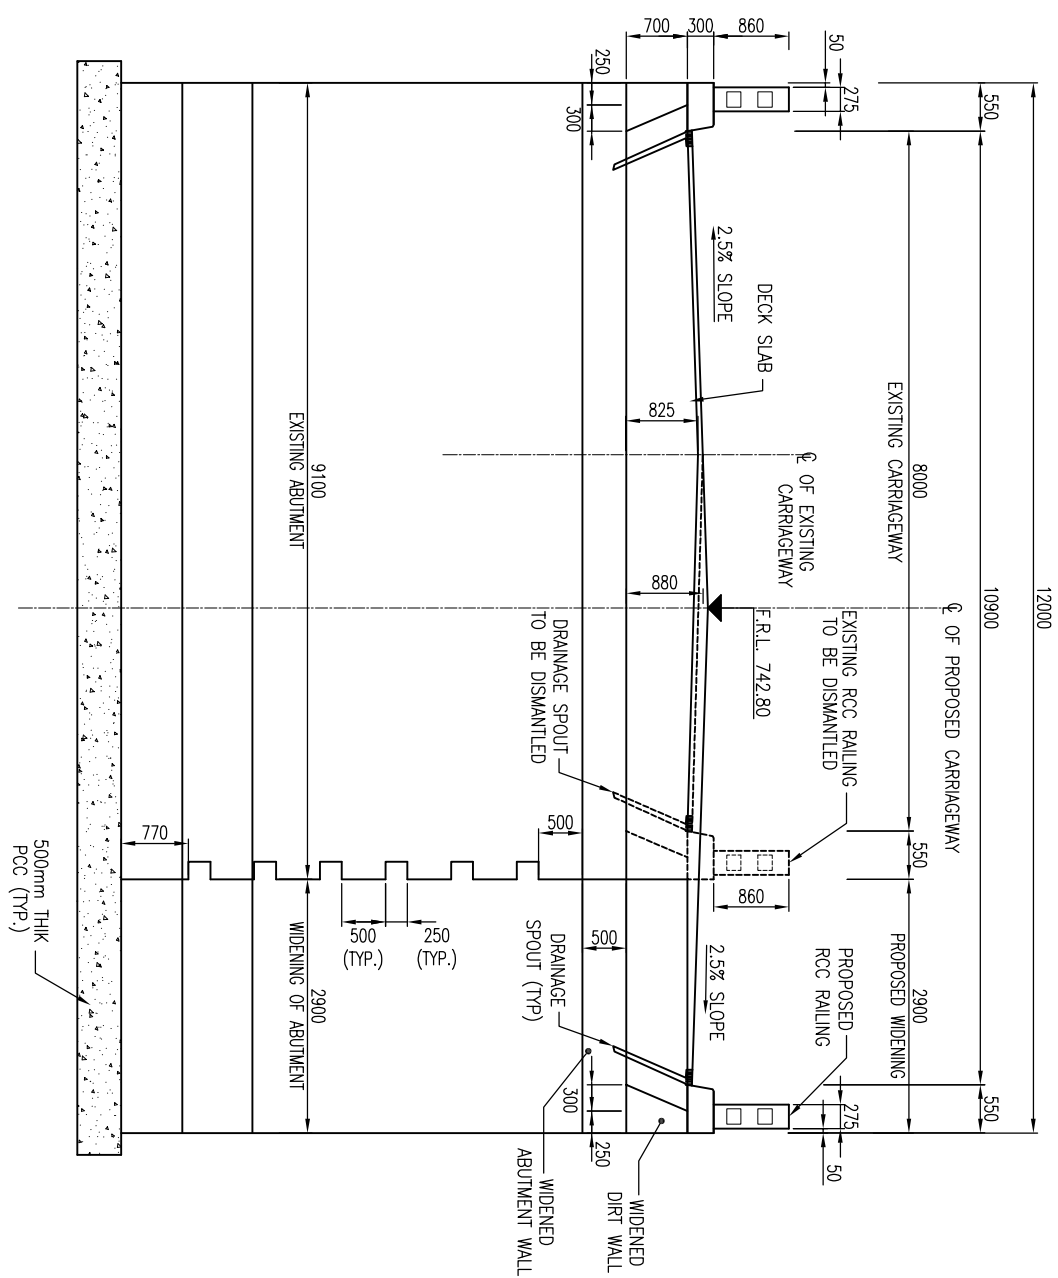 12000
10900
550
550
℄ OF PROPOSED CARRIAGEWAY
8000
EXISTING CARRIAGEWAY
550
2900
PROPOSED WIDENING
275
50
275
50
EXISTING RCC RAILING
TO BE DISMANTLED
PROPOSED
RCC RAILING
860
300
700
860
℄ OF EXISTING
CARRIAGEWAY
F.R.L. 742.80
DECK SLAB
2.5% SLOPE
2.5% SLOPE
825
880
250
300
300
250
500
500
DRAINAGE SPOUT
TO BE DISMANTLED
DRAINAGE
SPOUT (TYP)
WIDENED
DIRT WALL
WIDENED
ABUTMENT WALL
250
(TYP.)
500
(TYP.)
9100
EXISTING ABUTMENT
2900
WIDENING OF ABUTMENT
770
500mm THIK
PCC (TYP.)